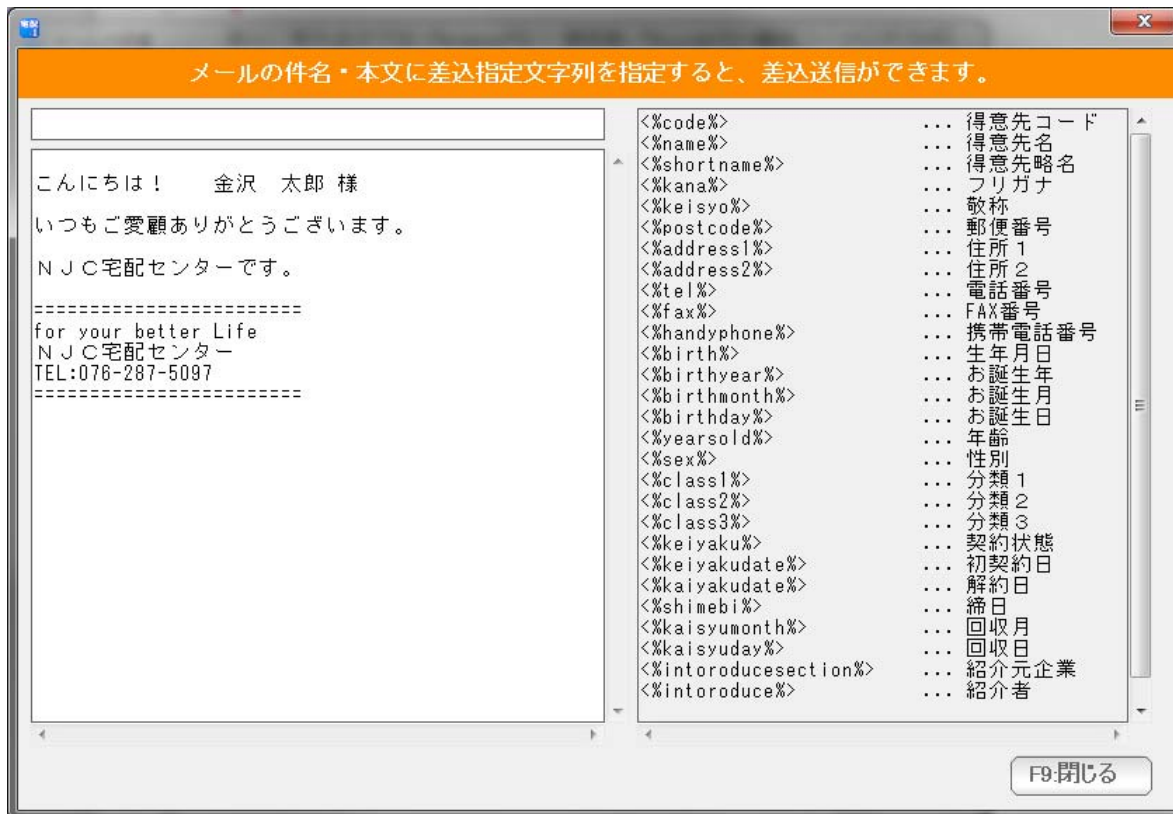 メールの件名・本文に差込指定文字列を指定すると、差込送信ができます。
こんにちは！　　金沢　太郎 様
いつもご愛顧ありがとうございます。
ＮＪＣ宅配センターです。
========================
for your better Life
ＮＪＣ宅配センター
TEL:076-287-5097
========================
<%code%> ... 得意先コード
<%name%> ... 得意先名
<%shortname%> ... 得意先略名
<%kana%> ... フリガナ
<%keisyo%> ... 敬称
<%postcode%> ... 郵便番号
<%address1%> ... 住所１
<%address2%> ... 住所２
<%tel%> ... 電話番号
<%fax%> ... FAX番号
<%handyphone%> ... 携帯電話番号
<%birth%> ... 生年月日
<%birthyear%> ... お誕生年
<%birthmonth%> ... お誕生月
<%birthday%> ... お誕生日
<%yearsold%> ... 年齢
<%sex%> ... 性別
<%class1%> ... 分類１
<%class2%> ... 分類２
<%class3%> ... 分類３
<%keiyaku%> ... 契約状態
<%keiyakudate%> ... 初契約日
<%kaiyakudate%> ... 解約日
<%shimebi%> ... 締日
<%kaisyumonth%> ... 回収月
<%kaisyuday%> ... 回収日
<%intoroducesection%> ... 紹介元企業
<%intoroduce%> ... 紹介者
F9:閉じる